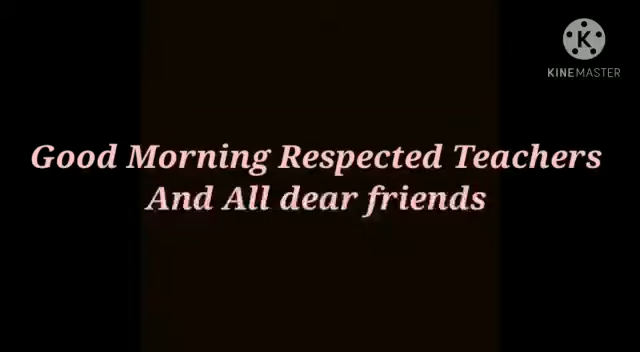 K
KINEMASTER
Good Morning Respected Teachers
And All dear friends